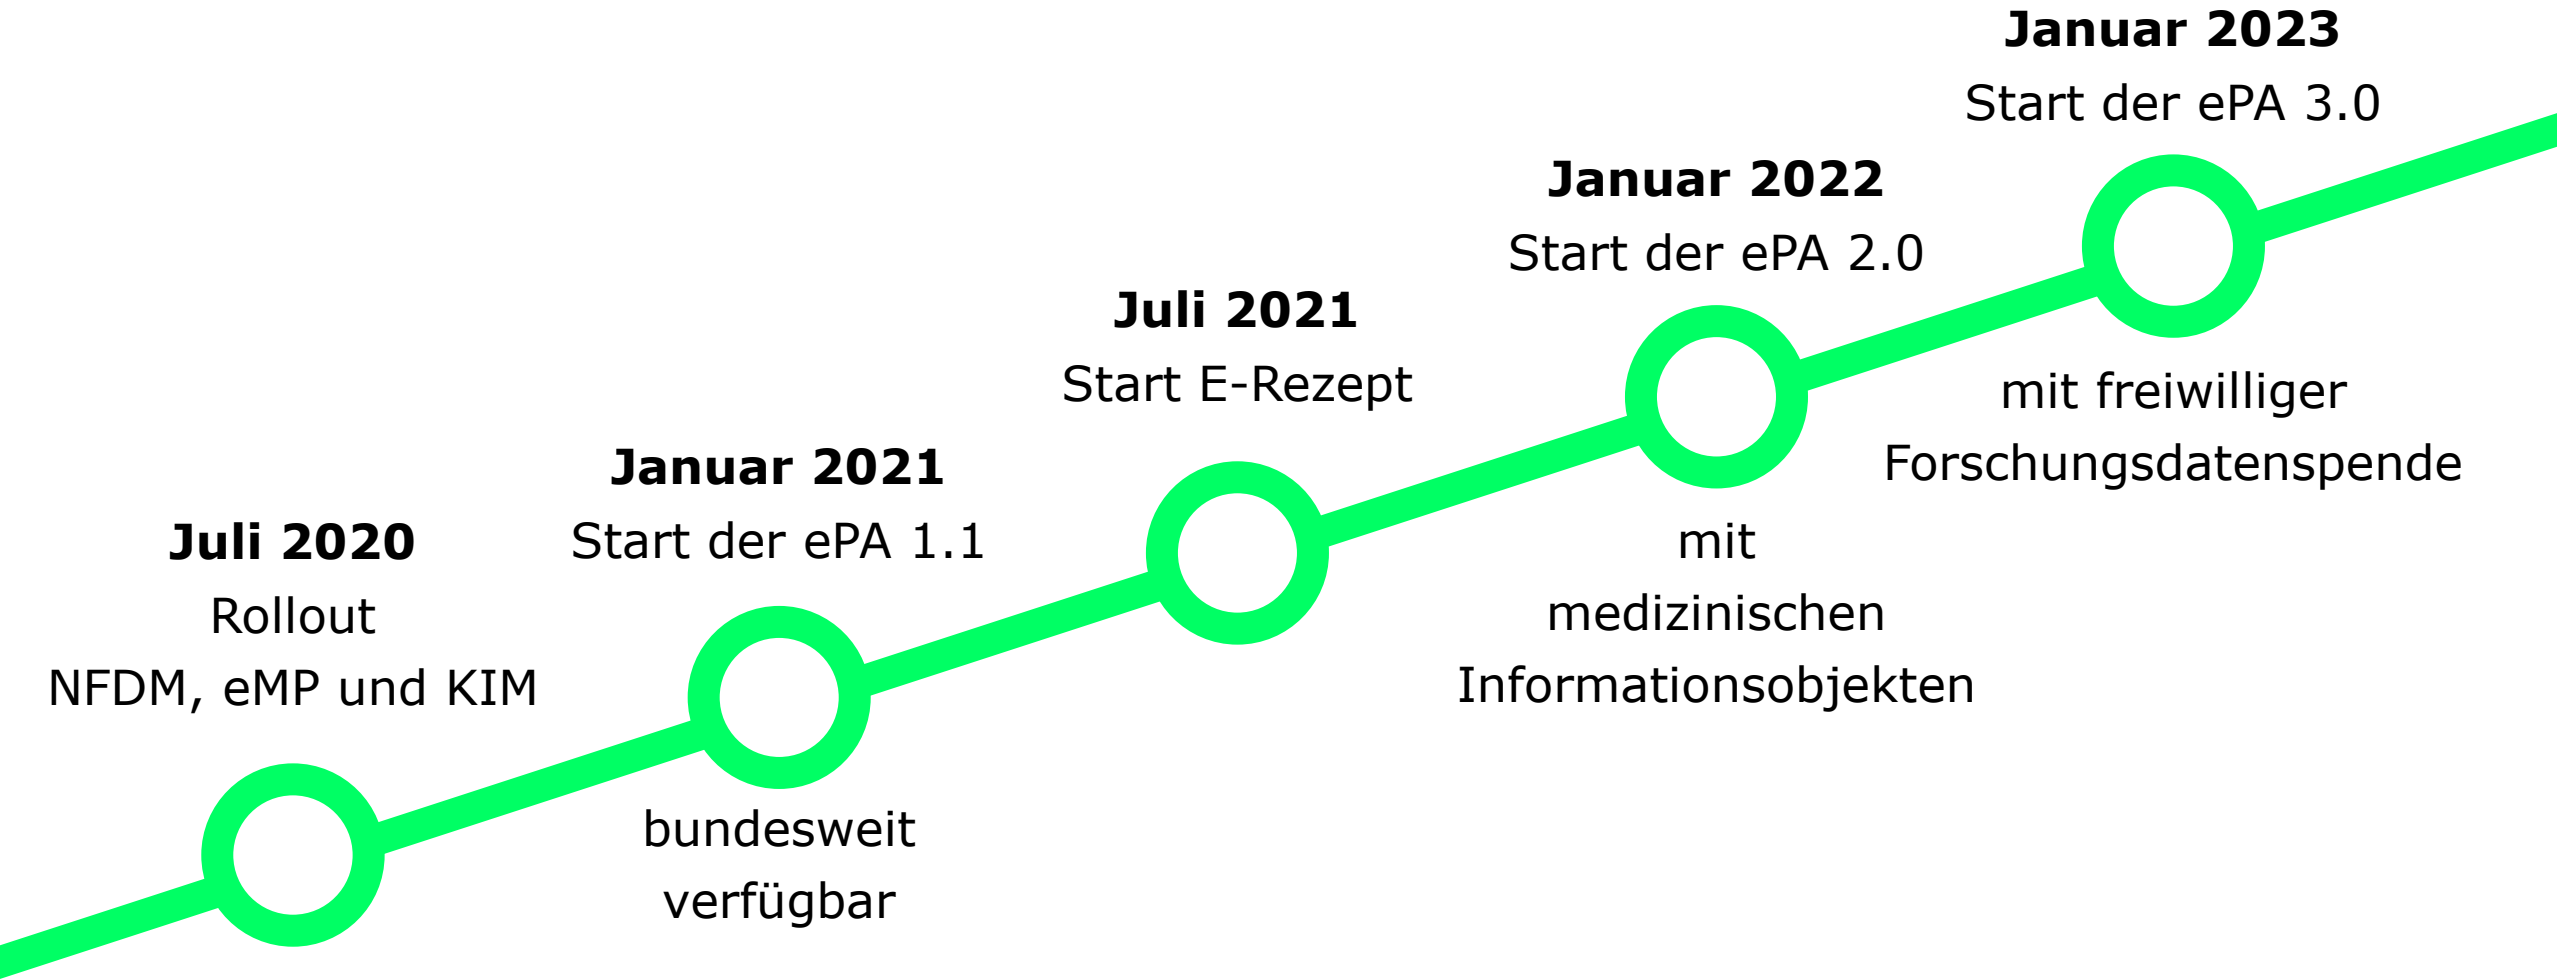 Juli 2020
Rollout
NFDM, eMP und KIM
Januar 2021
Start der ePA 1.1
bundesweit
verfügbar
Juli 2021
Start E-Rezept
Januar 2022
Start der ePA 2.0
mit
medizinischen
Informationsobjekten
Januar 2023
Start der ePA 3.0
mit freiwilliger
Forschungsdatenspende